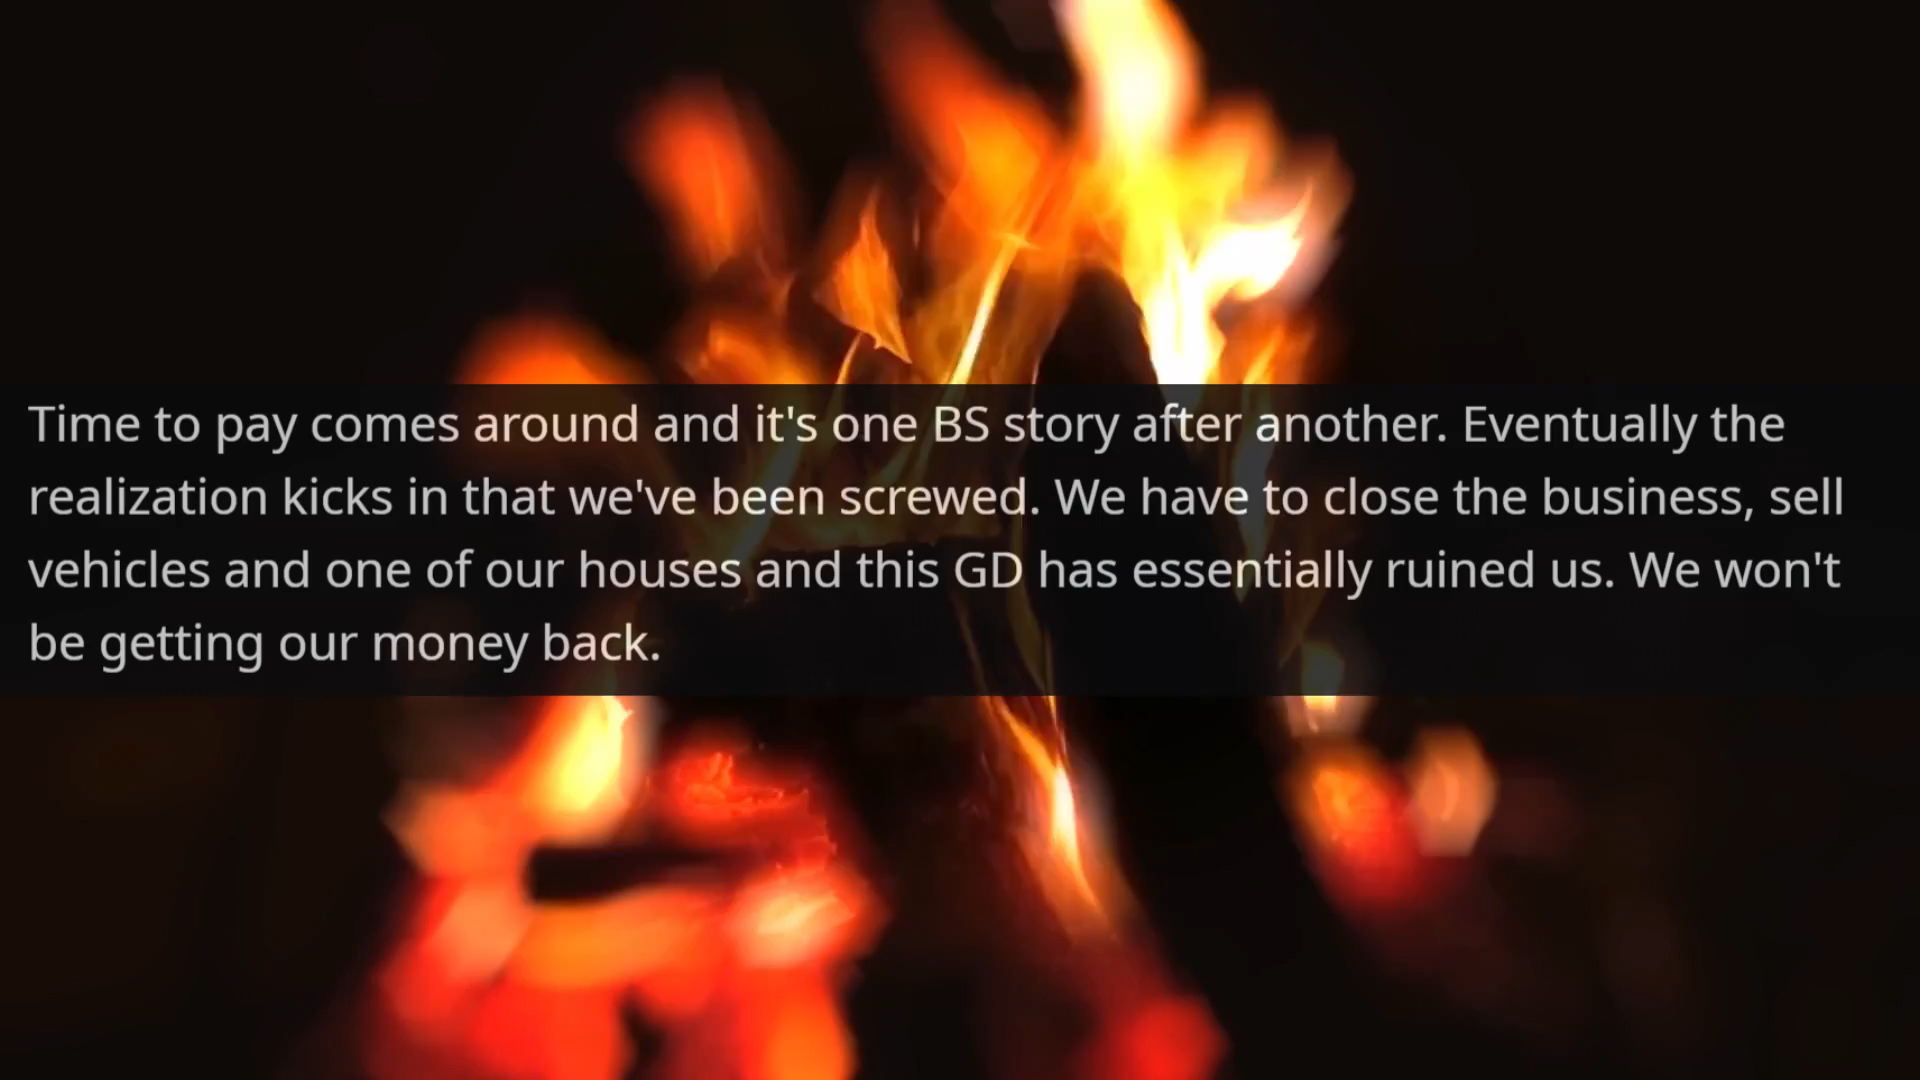 Time to pay comes around and it's one BS story after another. Eventually the
realization kicks in that we've been screwed. We have to close the business, sell
vehicles and one of our houses and this GD has essentially ruined us. We won't
be getting our money back.